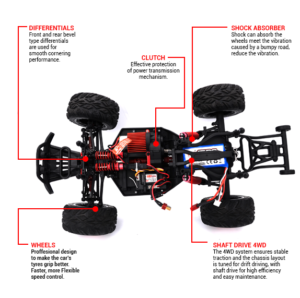 DIFFERENTIALS
Front and rear bevel
type differentials
are used for
smooth cornering
performance.
SHOCK ABSORBER
Shock can absorb the
wheels meet the vibration
caused by a bumpy road,
reduce the vibration.
CLUTCH
Effective protection
of power transmission
mechanism.
WHEELS
Proffessional design
to make the car's
tyres grip better.
Faster, more Flexible
speed control.
SHAFT DRIVE 4WD
The 4WD system ensures stable
traction and the chassis layout
is tuned for drift driving, with
shaft drive for high efficiency
and easy maintenance.